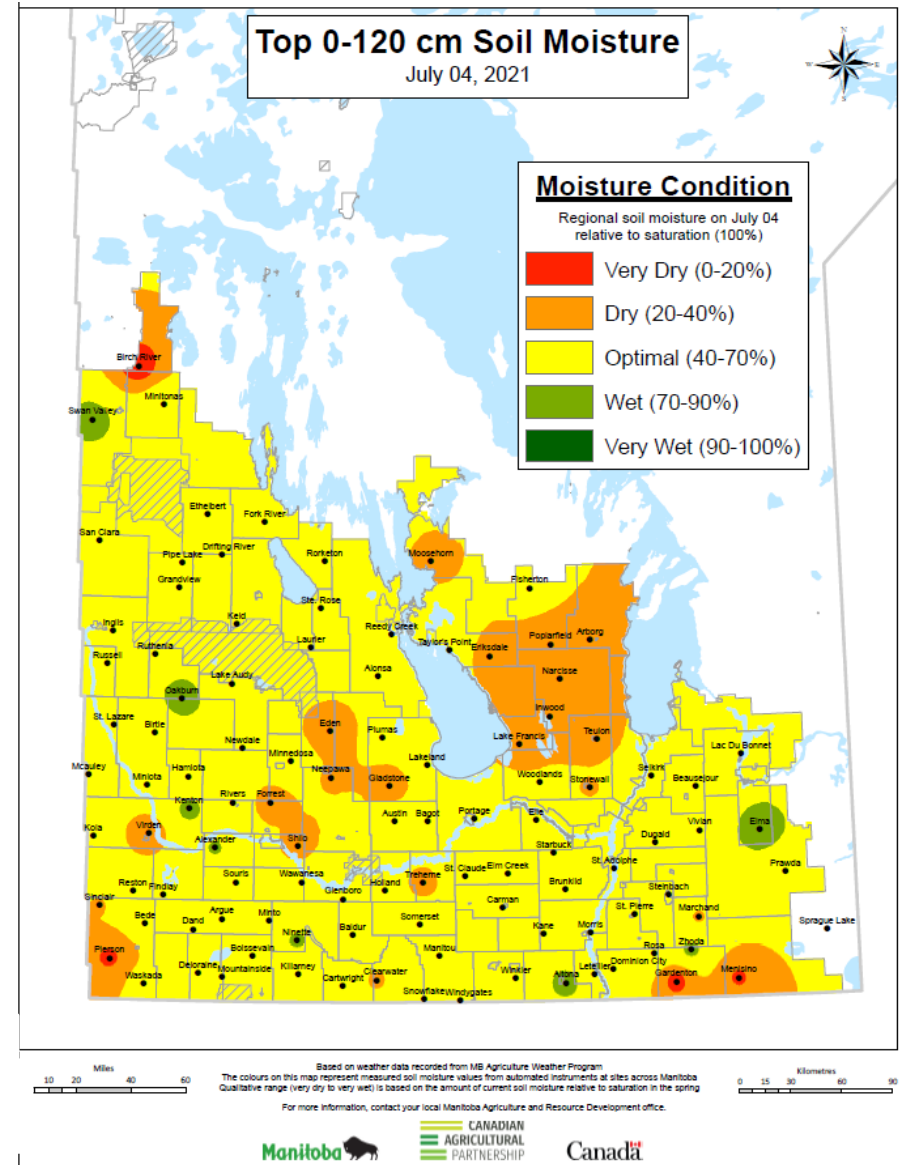 Top 0-120 cm Soil Moisture
July 04, 2021
N
W
E
S
Moisture Condition
Regional soil moisture on July 04
relative to saturation (100%)
Very Dry (0-20%)
Dry (20-40%)
Optimal (40-70%)
Wet (70-90%)
Very Wet (90-100%)
Birch River
Minitonas
Swan Valley
Ethelbert
Fork River
San Clara
Drifting River
Pipe Lake
Rorketon
Moosehorn
Grandview
Fisherton
Ste. Rose
Inglis
Keld
Reedy Creek
Ruthenia
Laurier
Taylor's Point
Eriksdale
Poplarfield
Arborg
Russell
Lake Audy
Alonsa
Narcisse
Oakburn
St. Lazare
Birtle
Eden
Plumas
Inwood
Lake Francis
Teulon
Newdale
Minnedosa
Lakeland
Lac Du Bonnet
Mcauley
Hamiota
Miniota
Neepawa
Gladstone
Woodlands
Stonewall
Selkirk
Beausejour
Kenton
Rivers
Forrest
Austin
Bagot
Portage
Elie
Kola
Virden
Alexander
Shilo
Dugald
Vivian
Elma
Starbuck
St. Adolphe
Prawda
Reston
Findlay
Souris
Wawanesa
Glenboro
Holland
Treherne
St. Claude
Elm Creek
Brunkild
Steinbach
Sinclair
Bede
Dand
Argue
Minto
Ninette
Baldur
Somerset
Carman
Kane
Morris
St. Pierre
Marchand
Sprague Lake
Pierson
Waskada
Deloraine
Mountainside
Boissevain
Killarney
Cartwright
Clearwater
Manitou
Snowflake
Windygates
Winkler
Altona
Letellier
Dominion City
Rosa
Zhoda
Gardenton
Menisino
Miles
10 20 40 60
Based on weather data recorded from MB Agriculture Weather Program
The colours on this map represent measured soil moisture values from automated instruments at sites across Manitoba
Qualitative range (very dry to very wet) is based on the amount of current soil moisture relative to saturation in the spring
For more information, contact your local Manitoba Agriculture and Resource Development office.
Kilometres
0 15 30 60 90
Manitoba
CANADIAN
AGRICULTURAL
PARTNERSHIP
Canada